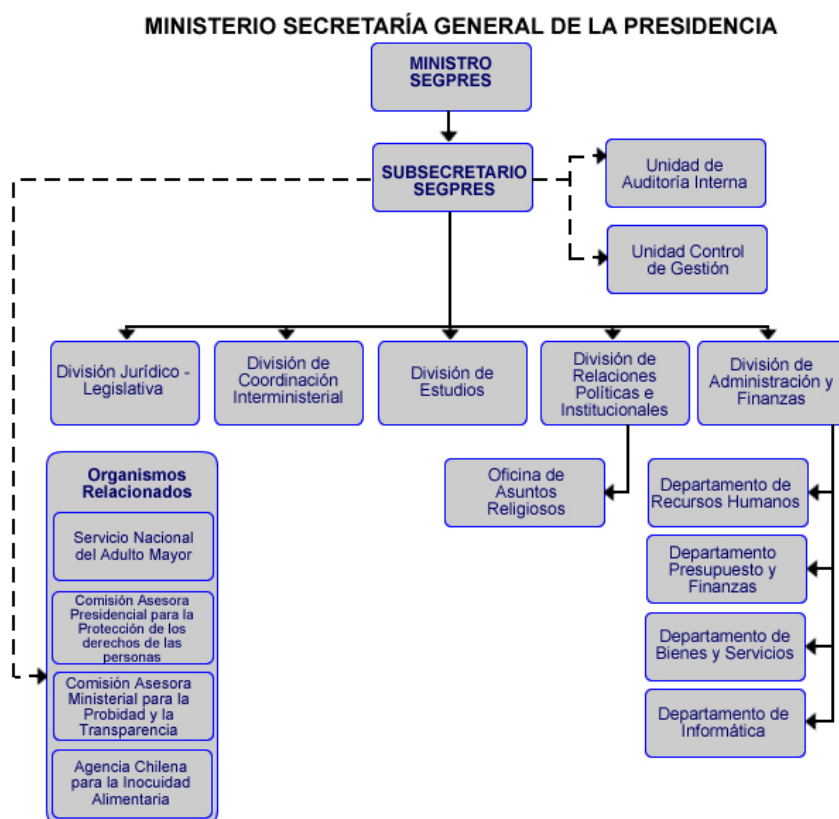 MINISTERIO SECRETARÍA GENERAL DE LA PRESIDENCIA
MINISTRO
SEGPRES
SUBSECRETARIO
SEGPRES
Unidad de
Auditoría Interna
Unidad Control
de Gestión
División Jurídico -
Legislativa
División de
Coordinación
Interministerial
División de
Estudios
División de
Relaciones
Políticas e
Institucionales
División de
Administración y
Finanzas
Organismos
Relacionados
Servicio Nacional
del Adulto Mayor
Comisión Asesora
Presidencial para la
Protección de los
derechos de las
personas
Comisión Asesora
Ministerial para la
Probidad y la
Transparencia
Agencia Chilena
para la Inocuidad
Alimentaria
Oficina de
Asuntos
Religiosos
Departamento de
Recursos Humanos
Departamento
Presupuesto y
Finanzas
Departamento de
Bienes y Servicios
Departamento de
Informática